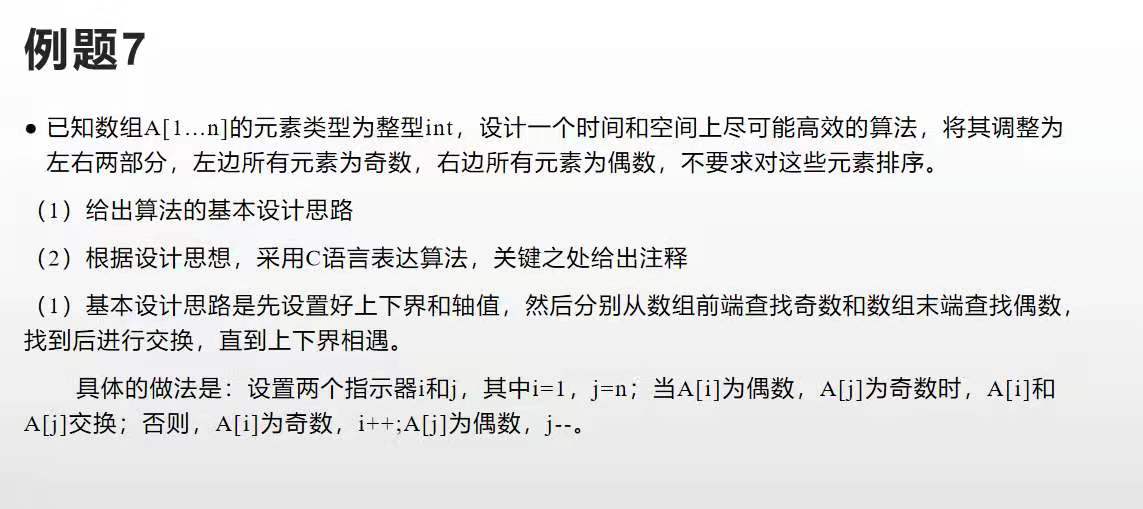 例题7
● 已知数组A[1...n]的元素类型为整型int，设计一个时间和空间上尽可能高效的算法，将其调整为
左右两部分，左边所有元素为奇数，右边所有元素为偶数，不要求对这些元素排序。
（1）给出算法的基本设计思路
（2）根据设计思想，采用C语言表达算法，关键之处给出注释
（1）基本设计思路是先设置好上下界和轴值，然后分别从数组前端查找奇数和数组末端查找偶数，
找到后进行交换，直到上下界相遇。
具体的做法是：设置两个指示器i和j，其中i=1，j=n；当A[i]为偶数，A[j]为奇数时，A[i]和
A[j]交换；否则，A[i]为奇数，i++;A[j]为偶数，j--。